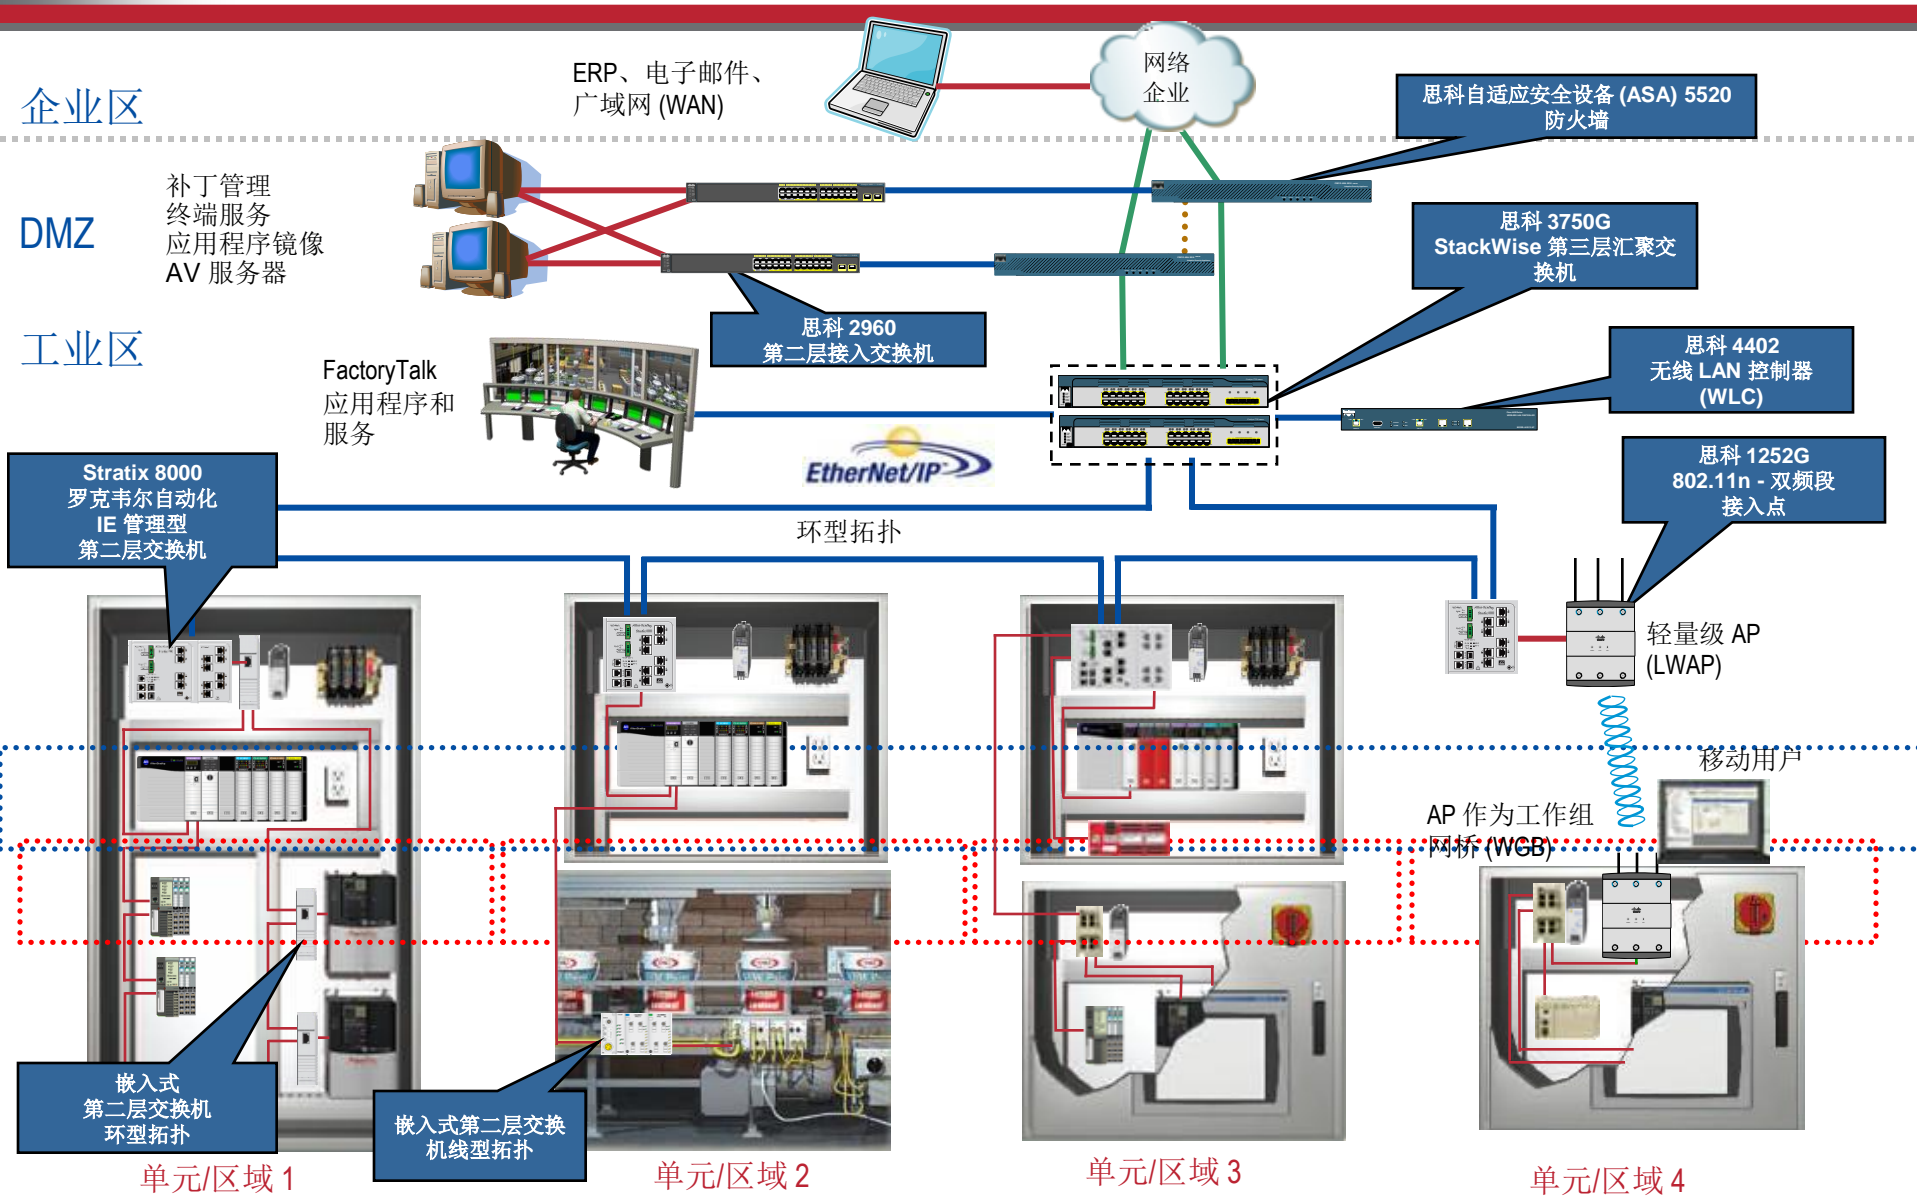 ERP、电子邮件、
广域网 (WAN)
网络
企业
企业区
思科自适应安全设备 (ASA) 5520
防火墙
补丁管理
终端服务
应用程序镜像
AV 服务器
DMZ
思科 3750G
StackWise 第三层汇聚交
换机
思科 2960
第二层接入交换机
工业区
FactoryTalk
应用程序和
服务
思科 4402
无线 LAN 控制器
(WLC)
EtherNet/IP
Stratix 8000
罗克韦尔自动化
IE 管理型
第二层交换机
思科 1252G
802.11n - 双频段
接入点
环型拓扑
轻量级 AP
(LWAP)
移动用户
AP 作为工作组
网桥 (WGB)
嵌入式
第二层交换机
环型拓扑
嵌入式第二层交换
机线型拓扑
单元/区域 1
单元/区域 2
单元/区域 3
单元/区域 4